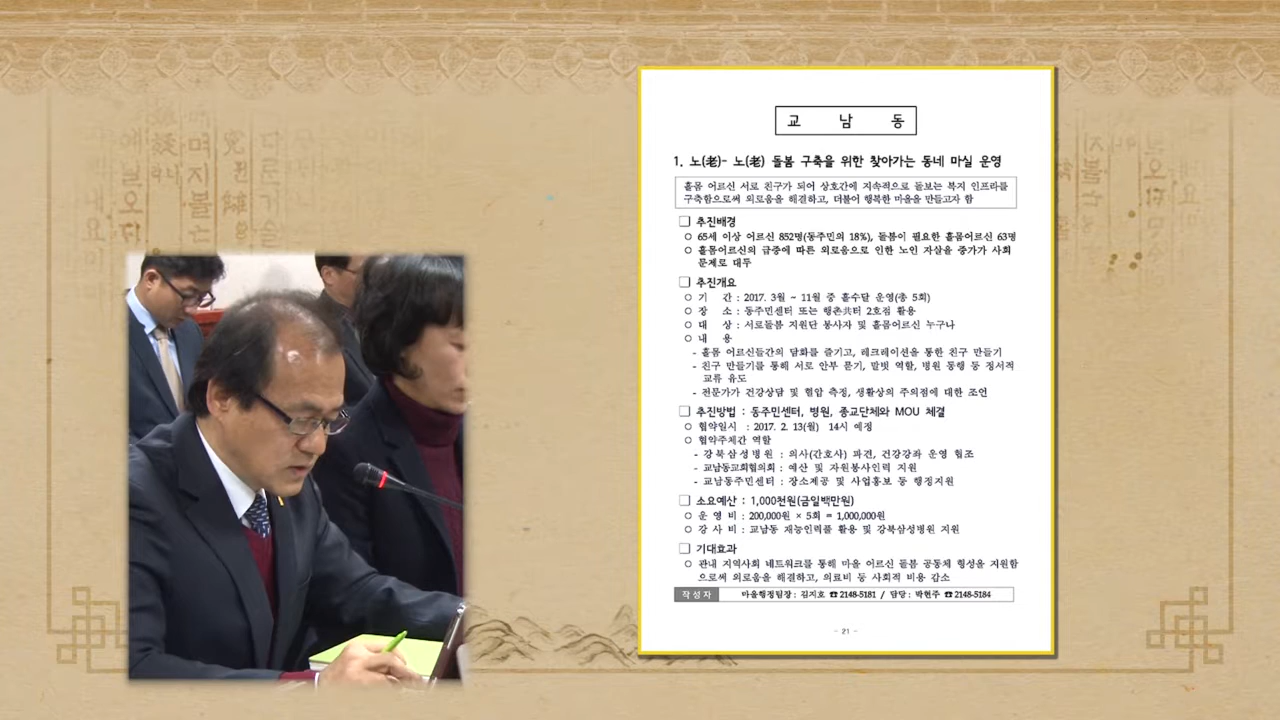 교 남 동
1. 노(老)- 노(老) 돌봄 구축을 위한 찾아가는 동네 마실 운영
홀몸 어르신 서로 친구가 되어 상호간에 지속적으로 돌보는 복지 인프라를
구축함으로써 외로움을 해결하고, 더불어 행복한 마을을 만들고자 함
❑ 추진배경
○ 65세 이상 어르신 852명(동주민의 18%), 돌봄이 필요한 홀몸어르신 63명
○ 홀몸어르신의 급증에 따른 외로움으로 인한 노인 자살율 증가가 사회
문제로 대두
❑ 추진개요
○ 기 간 : 2017. 3월 ~ 11월 중 홀수달 운영(총 5회)
○ 장 소 : 동주민센터 또는 행촌共터 2호점 활용
○ 대 상 : 서로돌봄 지원단 봉사자 및 홀몸어르신 누구나
○ 내 용
- 홀몸 어르신들간의 담화를 즐기고, 레크레이션을 통한 친구 만들기
- 친구 만들기를 통해 서로 안부 묻기, 말벗 역할, 병원 동행 등 정서적
교류 유도
- 전문가가 건강상담 및 혈압 측정, 생활상의 주의점에 대한 조언
❑ 추진방법 : 동주민센터, 병원, 종교단체와 MOU 체결
○ 협약일시 : 2017. 2. 13(월) 14시 예정
○ 협약주체간 역할
- 강북삼성병원 : 의사(간호사) 파견, 건강강좌 운영 협조
- 교남동교회협의회 : 예산 및 자원봉사인력 지원
- 교남동주민센터 : 장소제공 및 사업홍보 등 행정지원
❑ 소요예산 : 1,000천원(금일백만원)
○ 운 영 비 : 200,000원 × 5회 = 1,000,000원
○ 강 사 비 : 교남동 재능인력풀 활용 및 강북삼성병원 지원
❑ 기대효과
○ 관내 지역사회 네트워크를 통해 마을 어르신 돌봄 공동체 형성을 지원함
으로써 외로움을 해결하고, 의료비 등 사회적 비용 감소
작성자 마을행정팀장 : 김지호 ☎2148-5181 / 담당 : 박현주 ☎2148-5184
- 21 -